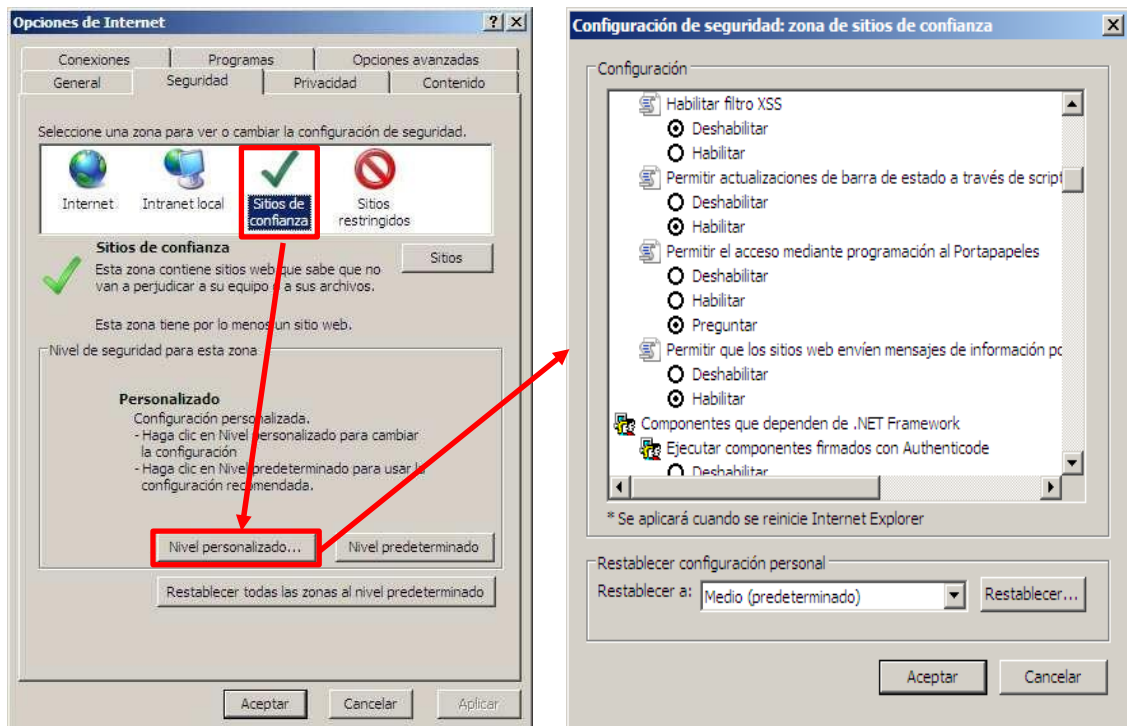 Opciones de Internet
Conexiones
Programas
Opciones avanzadas
General
Seguridad
Privacidad
Contenido
Seleccione una zona para ver o cambiar la configuración de seguridad.
Internet
Intranet local
Sitios de
confianza
Sitios
restringidos
Sitios de confianza
Esta zona contiene sitios web que sabe que no
van a perjudicar a su equipo o a sus archivos.
Sitios
Esta zona tiene por lo menos un sitio web.
Nivel de seguridad para esta zona
Personalizado
Configuración personalizada.
- Haga clic en Nivel personalizado para cambiar
la configuración
- Haga clic en Nivel predeterminado para usar la
configuración recomendada.
Nivel personalizado...
Nivel predeterminado
Restablecer todas las zonas al nivel predeterminado
Aceptar
Cancelar
Aplicar
Configuración de seguridad: zona de sitios de confianza
Configuración
Habilitar filtro XSS
Deshabilitar
Habilitar
Permitir actualizaciones de barra de estado a través de script
Deshabilitar
Habilitar
Permitir el acceso mediante programación al Portapapeles
Deshabilitar
Habilitar
Preguntar
Permitir que los sitios web envíen mensajes de información po
Deshabilitar
Habilitar
Componentes que dependen de .NET Framework
Ejecutar componentes firmados con Authenticode
Deshabilitar
* Se aplicará cuando se reinicie Internet Explorer
Restablecer configuración personal
Restablecer a:
Medio (predeterminado)
Restablecer...
Aceptar
Cancelar